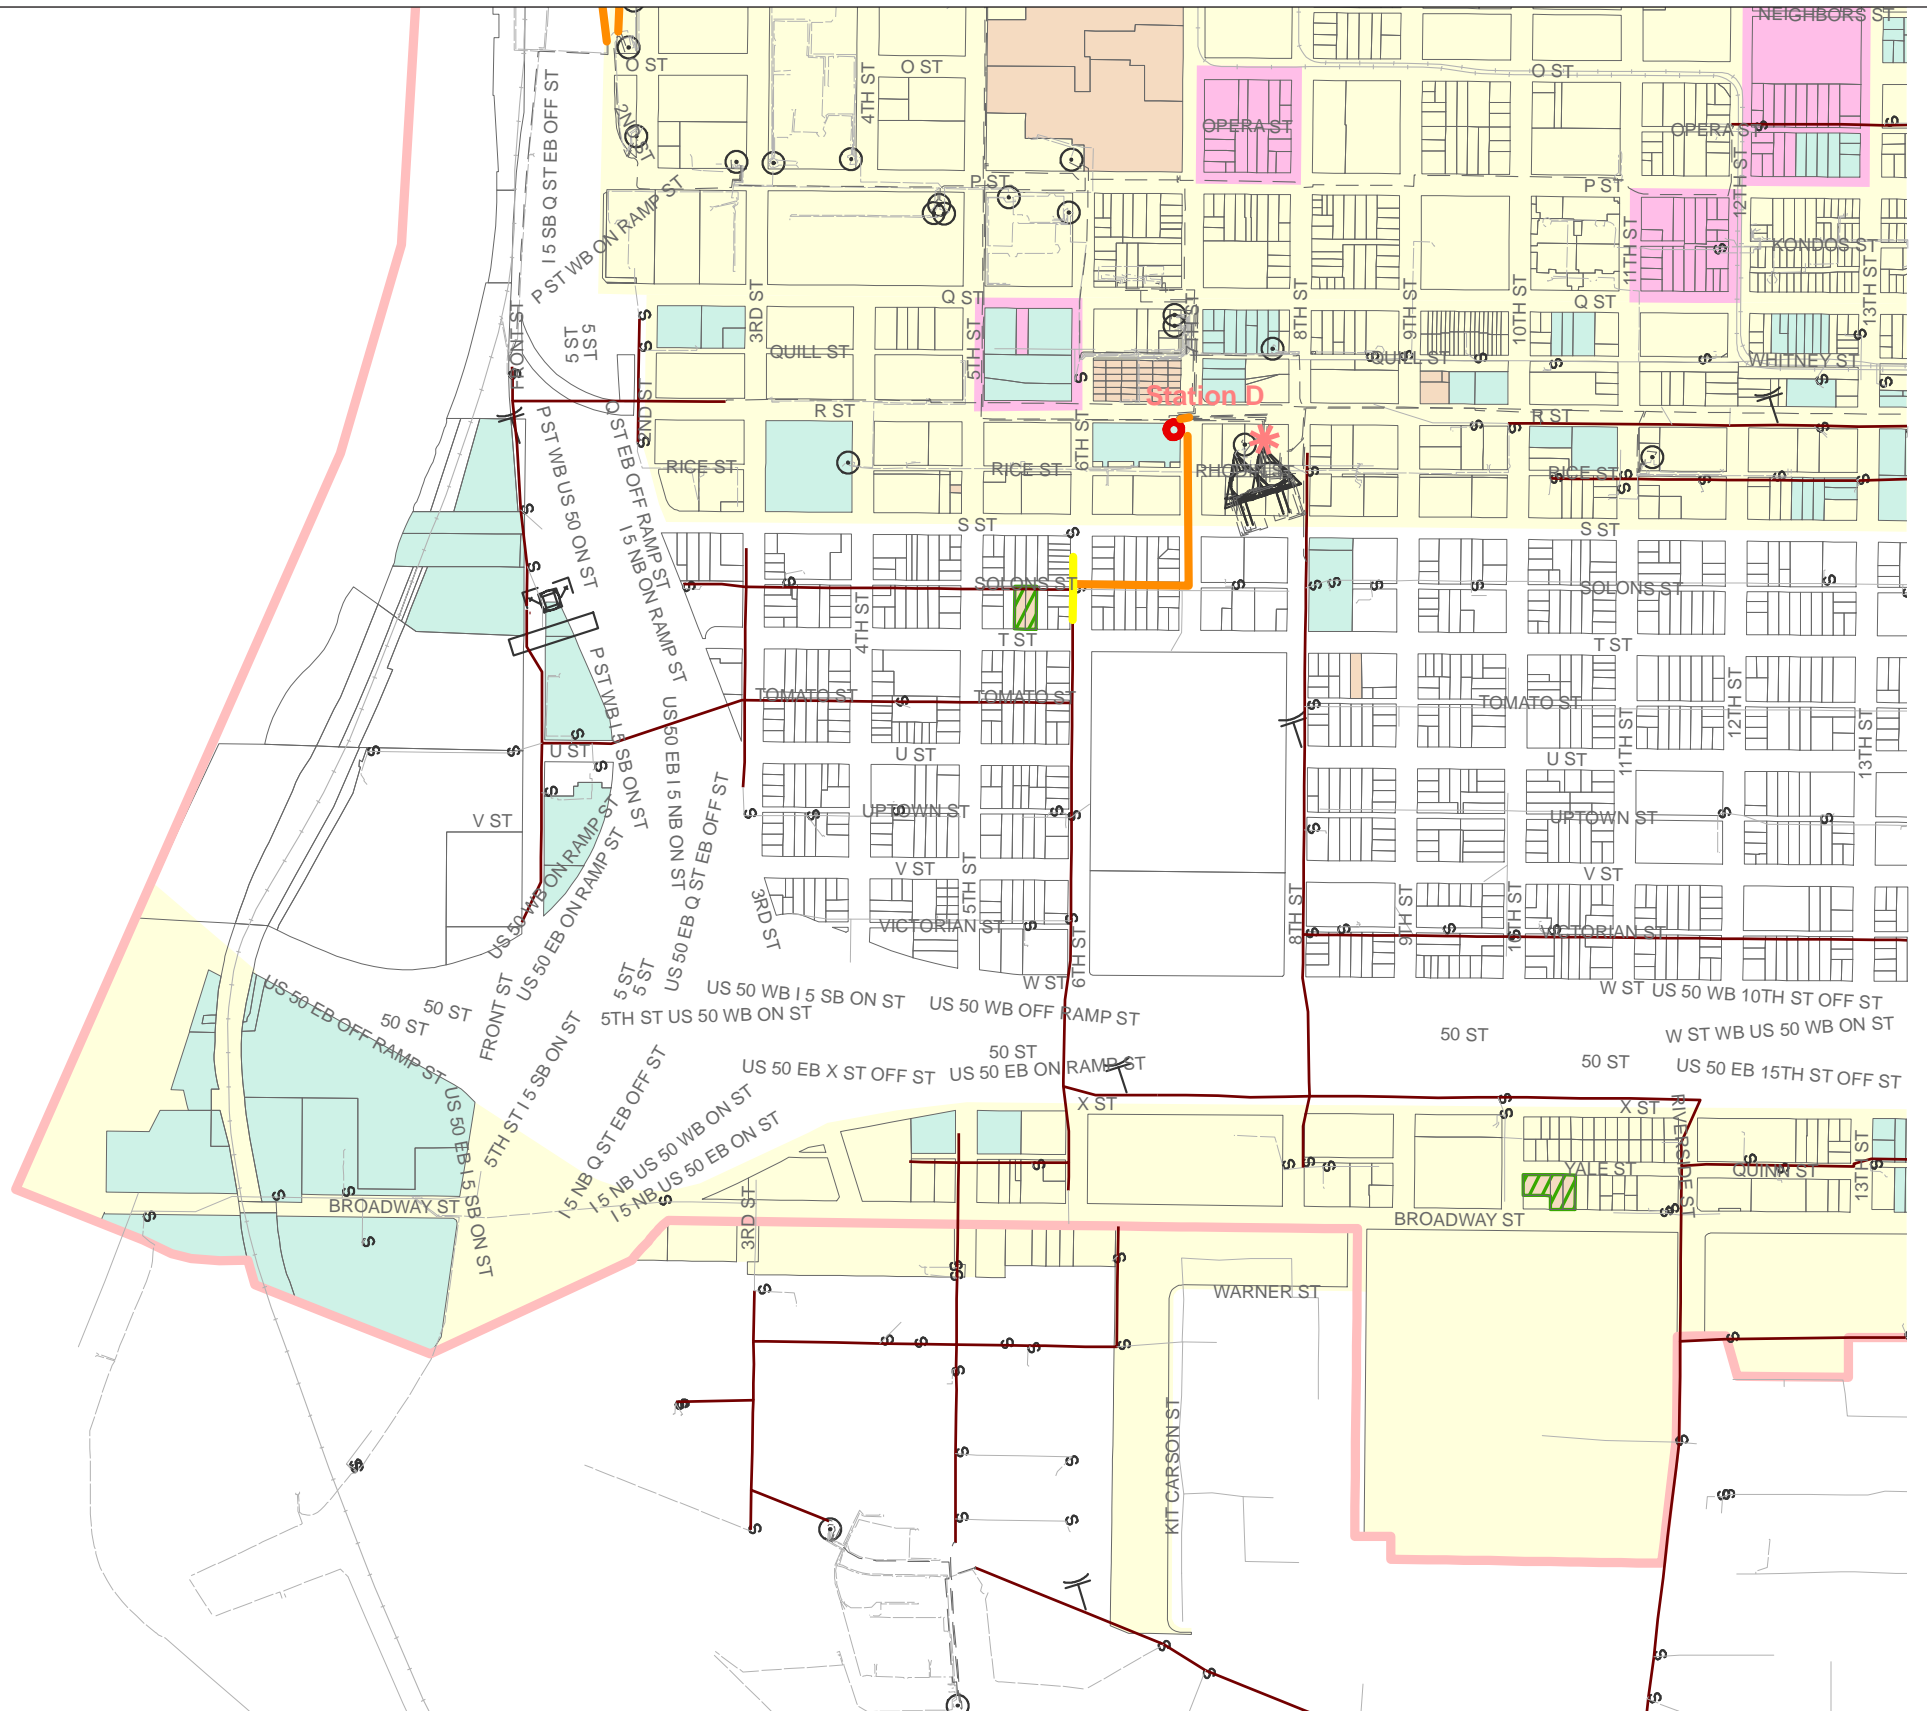 NEIGHBORS ST
O ST
O ST
O ST
4TH ST
I 5 SB Q ST EB OFF ST
2ND ST
OPERA ST
OPERA ST
12TH ST
P ST
P ST
P ST WB ON RAMP ST
11TH ST
KONDOS ST
13TH ST
Q ST
Q ST
3RD ST
8TH ST
9TH ST
10TH ST
7TH ST
FRONT ST
5 ST
5 ST
5TH ST
QUILL ST
QUILL ST
WHITNEY ST
Station D
2ND ST
R ST
R ST
6TH ST
P ST WB US 50 ON ST
Q ST EB OFF RAMP ST
RICE ST
RICE ST
RHODES ST
RICE ST
I 5 NB ON RAMP ST
S ST
S ST
SOLONS ST
SOLONS ST
4TH ST
T ST
T ST
P ST WB I 5 SB ON ST
TOMATO ST
TOMATO ST
TOMATO ST
12TH ST
11TH ST
13TH ST
US 50 EB I 5 NB ON ST
U ST
U ST
U ST
US 50 EB Q ST EB OFF ST
V ST
UPTOWN ST
UPTOWN ST
US 50 WB ON RAMP ST
US 50 EB ON RAMP ST
V ST
V ST
5TH ST
3RD ST
8TH ST
9TH ST
10TH ST
VICTORIAN ST
VICTORIAN ST
6TH ST
US 50 EB OFF RAMP ST
5 ST
5 ST
W ST
W ST
US 50 WB 10TH ST OFF ST
US 50 WB I 5 SB ON ST
US 50 WB OFF RAMP ST
50 ST
50 ST
FRONT ST
5TH ST US 50 WB ON ST
W ST WB US 50 WB ON ST
50 ST
50 ST
50 ST
US 50 EB X ST OFF ST
US 50 EB ON RAMP ST
US 50 EB 15TH ST OFF ST
5TH ST I 5 SB ON ST
I 5 NB Q ST EB OFF ST
X ST
X ST
RIVERSIDE ST
US 50 EB I 5 SB ON ST
I 5 NB US 50 WB ON ST
I 5 NB US 50 EB ON ST
YALE ST
QUINN ST
13TH ST
BROADWAY ST
3RD ST
BROADWAY ST
WARNER ST
KIT CARSON ST